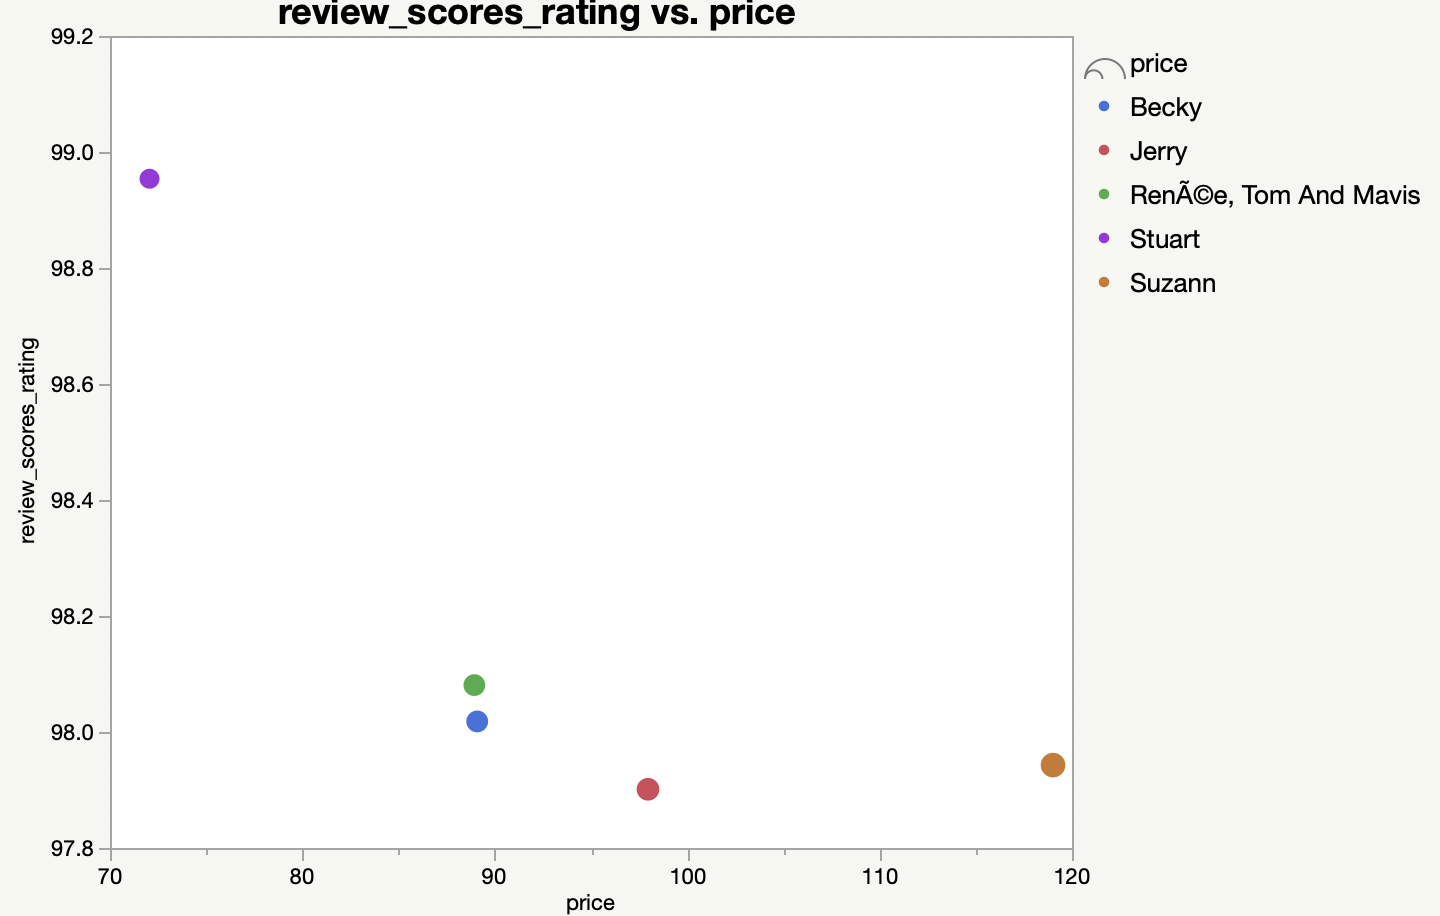 review_scores_rating vs. price
99.2
99.0
98.8
98.6
98.4
98.2
98.0
97.8
review_scores_rating
70 80 90 100 110 120
price
price
Becky
Jerry
RenÃ©e, Tom And Mavis
Stuart
Suzann